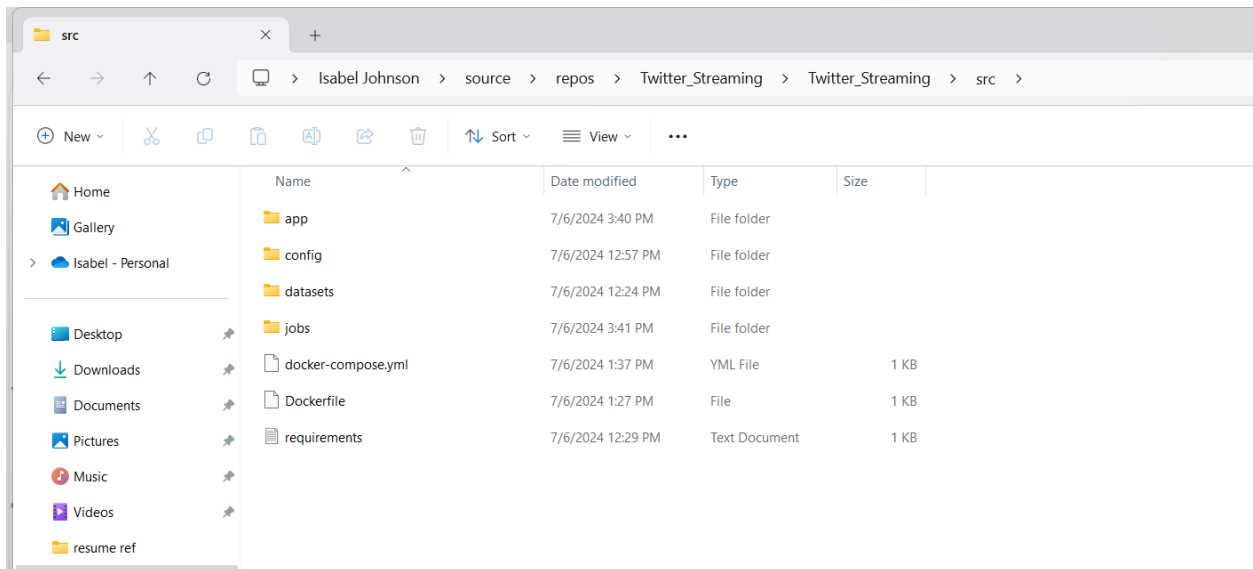 src
Isabel Johnson > source > repos > Twitter_Streaming > Twitter_Streaming > src >
New Sort View
Name Date modified Type Size
Home
Gallery
Isabel - Personal
Desktop
Downloads
Documents
Pictures
Music
Videos
resume ref
app 7/6/2024 3:40 PM File folder
config 7/6/2024 12:57 PM File folder
datasets 7/6/2024 12:24 PM File folder
jobs 7/6/2024 3:41 PM File folder
docker-compose.yml 7/6/2024 1:37 PM YML File 1 KB
Dockerfile 7/6/2024 1:27 PM File 1 KB
requirements 7/6/2024 12:29 PM Text Document 1 KB